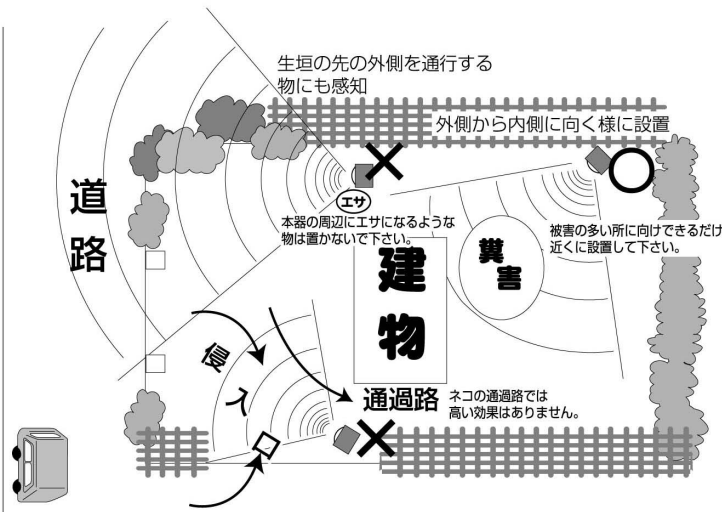 生垣の先の外側を通行する
物にも感知
外側から内側に向く様に設置
道路
エサ
本器の周辺にエサになるような
物は置かないで下さい。
被害の多い所に向けできるだけ
近くに設置して下さい。
糞害
建物
侵入
通過路
ネコの通過路では
高い効果はありません。